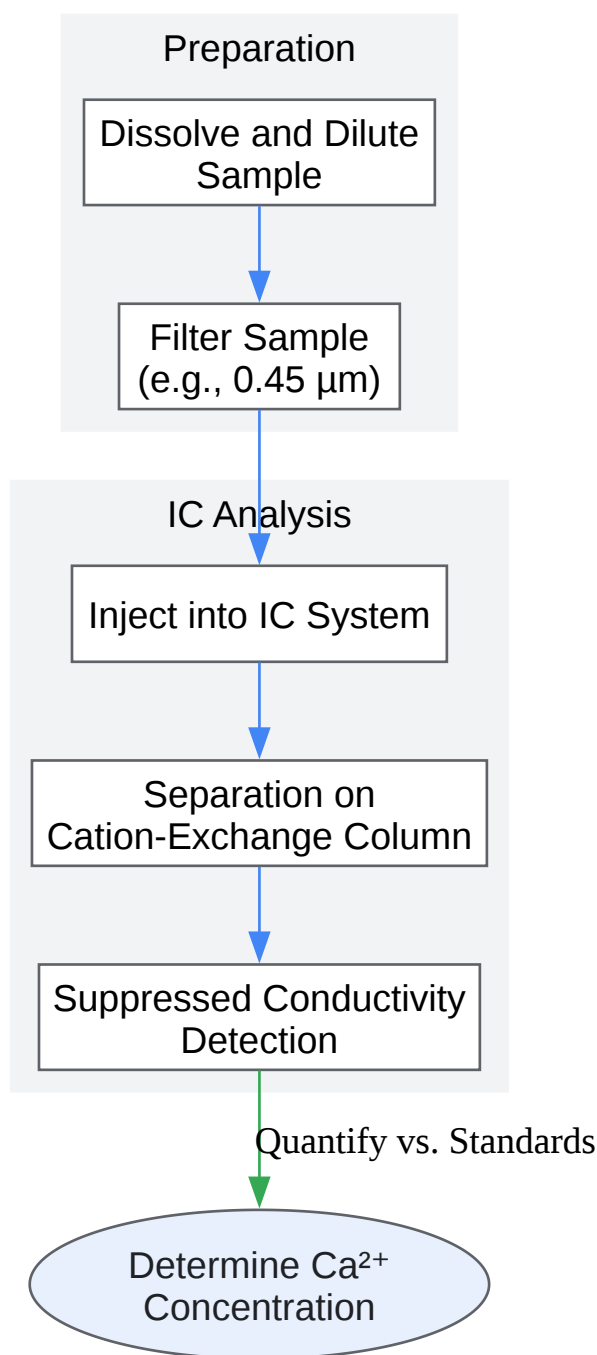 Preparation
Dissolve and Dilute
Sample
Filter Sample
(e.g., 0.45 µm)
IC Analysis
Inject into IC System
Separation on
Cation-Exchange Column
Suppressed Conductivity
Detection
Quantify vs. Standards
Determine Ca²⁺
Concentration